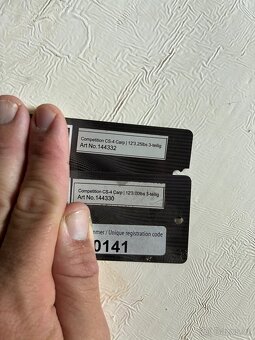 Competition CS-4 Carp | 12'3,25lbs 3-teilig
Art No.144332
Competition CS-4 Carp | 12'3,00lbs 3-teilig
Art No.144330
/ Unique registration code
0141